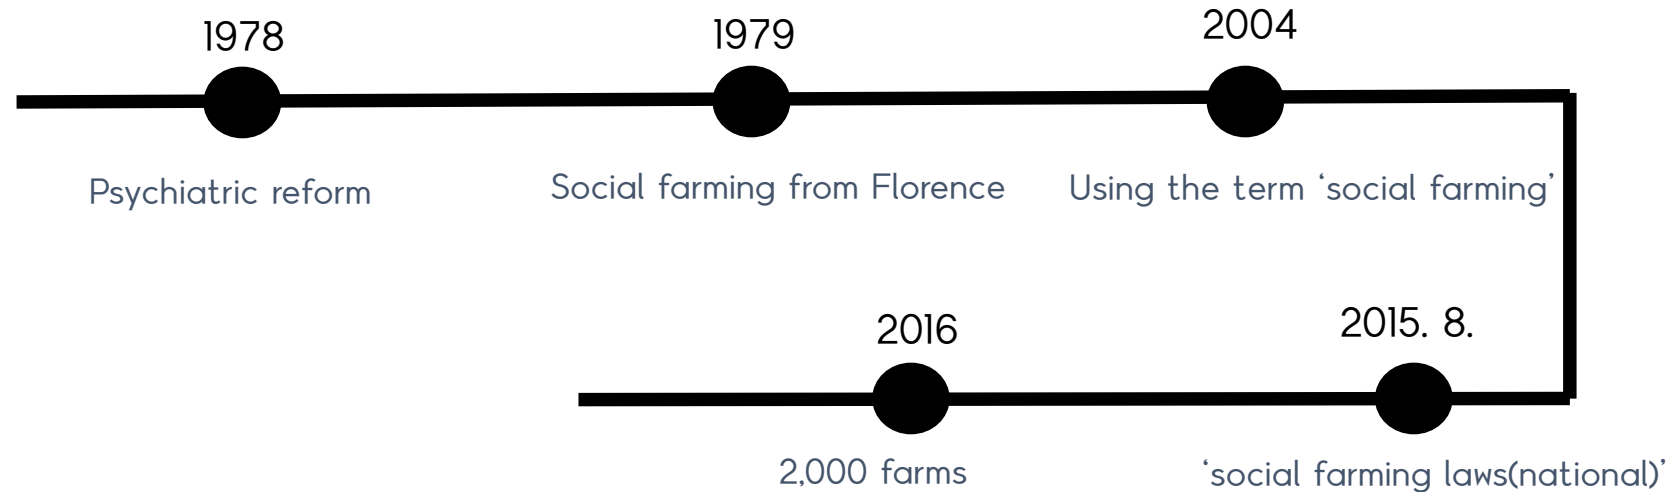 1978
Psychiatric reform
1979
Social farming from Florence
2004
Using the term ‘social farming’
2015. 8.
‘social farming laws(national)’
2016
2,000 farms